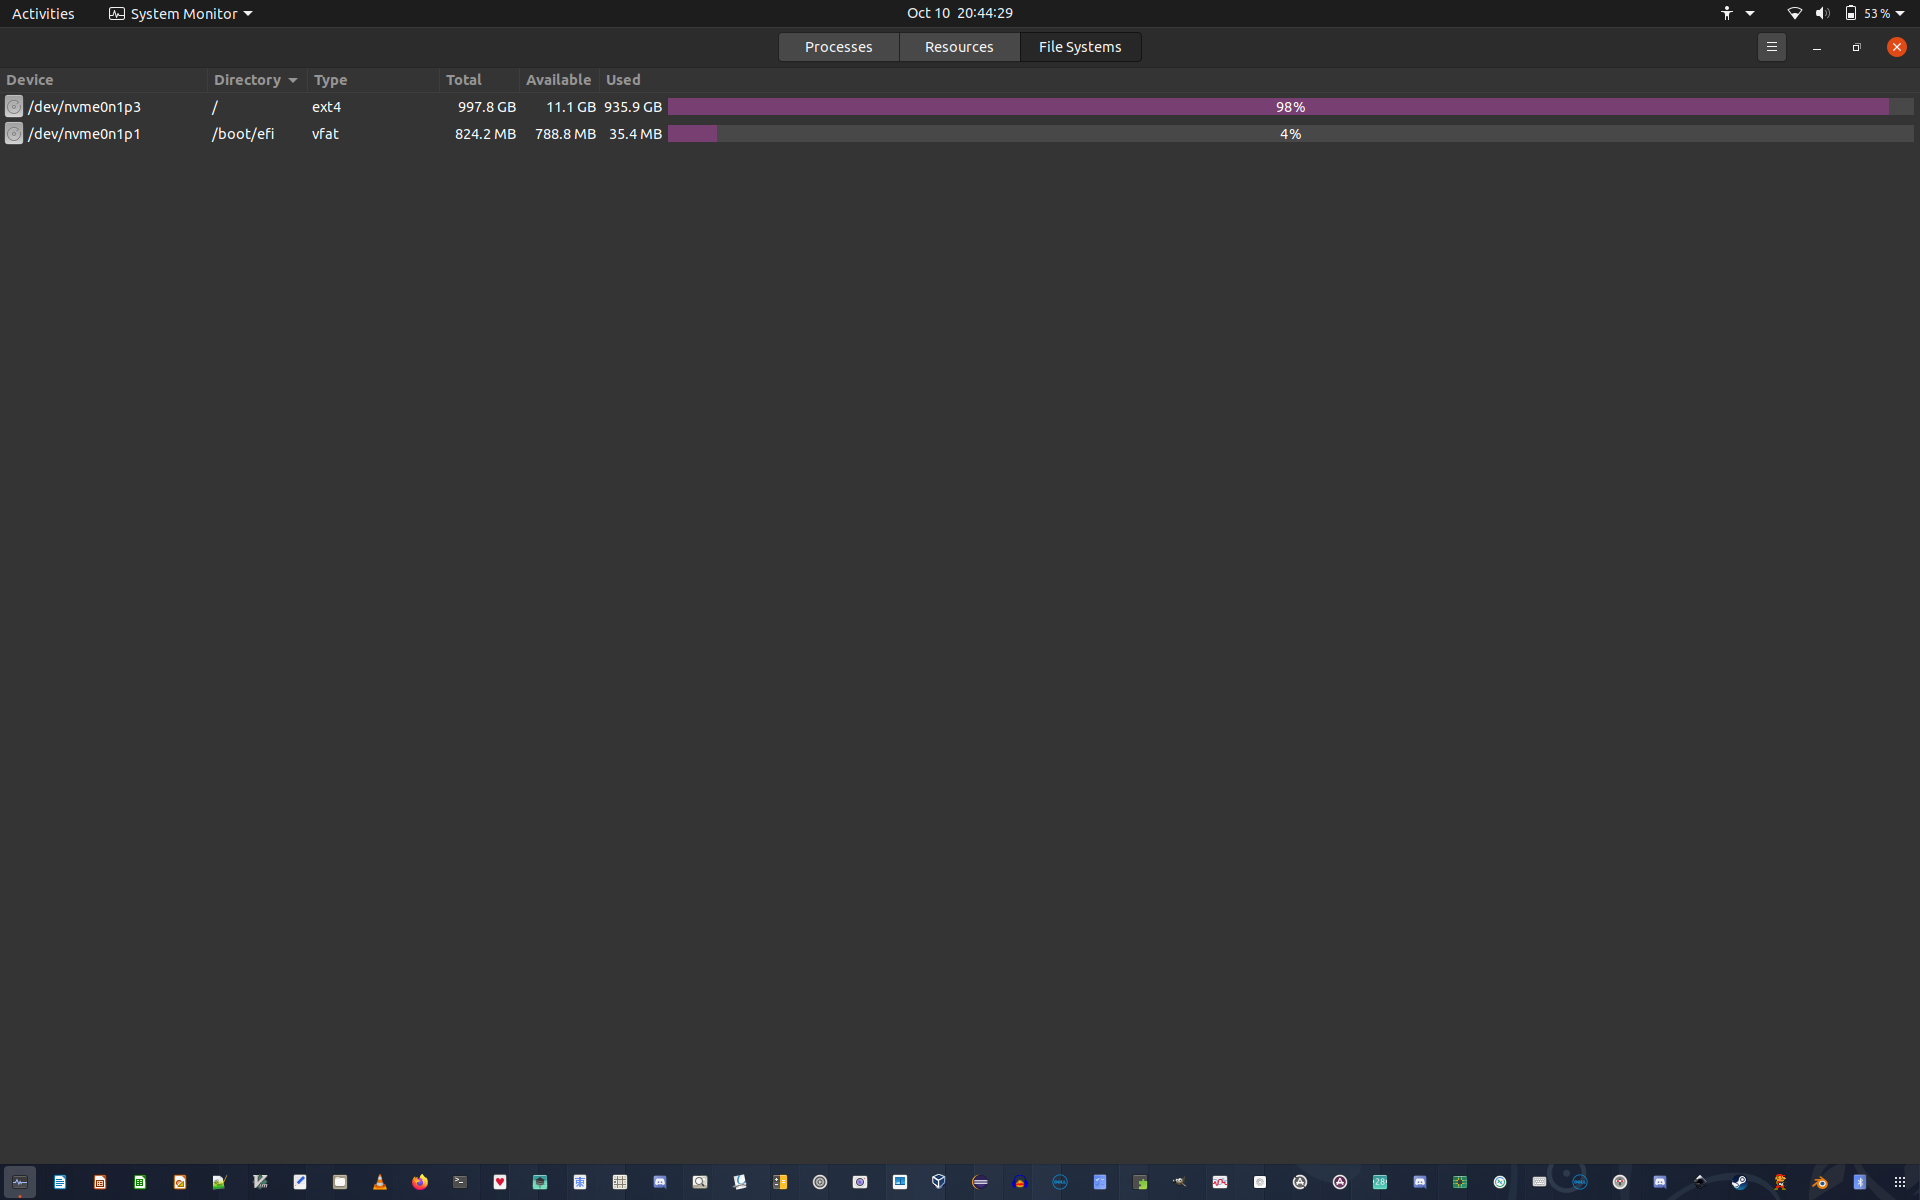 Activities System Monitor Oct 10 20:44:29 53 %
Processes Resources File Systems
Device Directory Type Total Available Used
/dev/nvme0n1p3 / ext4 997.8 GB 11.1 GB 935.9 GB 98%
/dev/nvme0n1p1 /boot/efi vfat 824.2 MB 788.8 MB 35.4 MB 4%